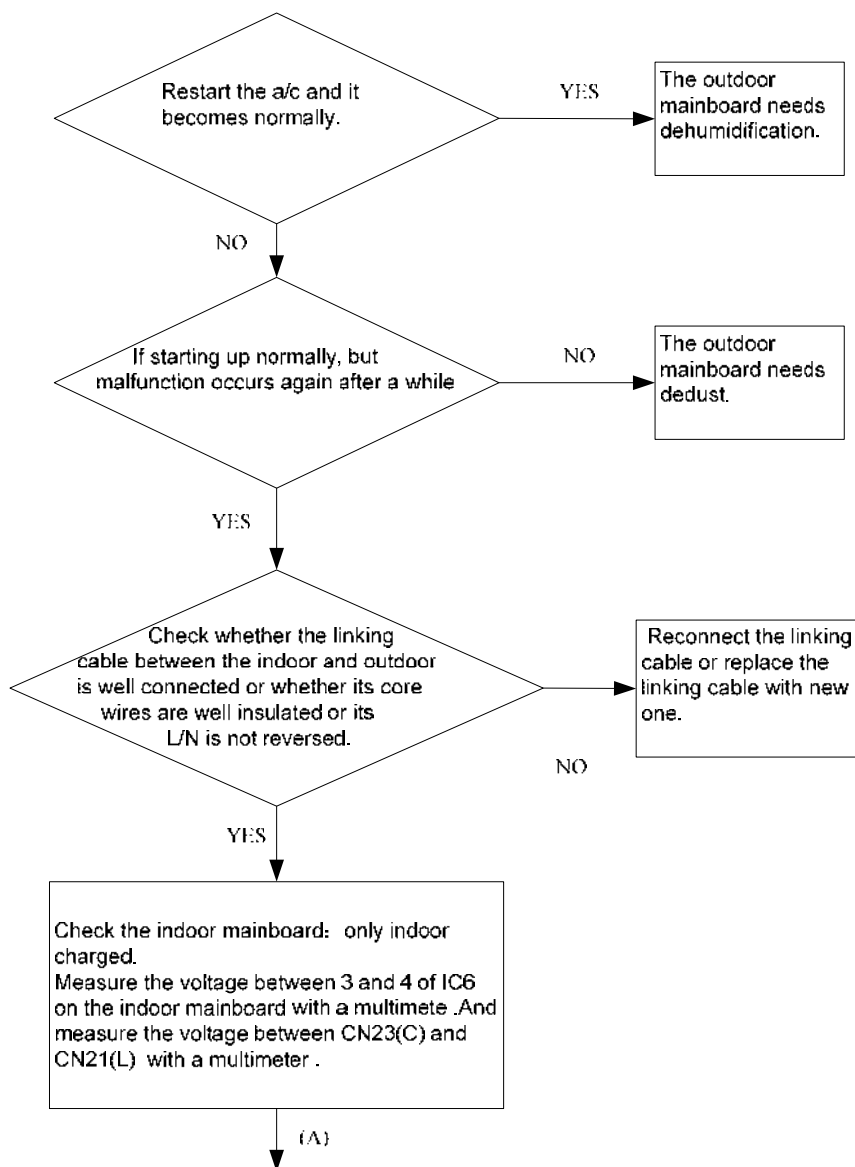 Restart the a/c and it
becomes normally.
YES
The outdoor
mainboard needs
dehumidification.
NO
If starting up normally, but
malfunction occurs again after a while
NO
The outdoor
mainboard needs
dedust.
YES
Check whether the linking
cable between the indoor and outdoor
is well connected or whether its core
wires are well insulated or its
L/N is not reversed.
NO
Reconnect the linking
cable or replace the
linking cable with new
one.
YES
Check the indoor mainboard: only indoor
charged.
Measure the voltage between 3 and 4 of IC6
on the indoor mainboard with a multimete .And
measure the voltage between CN23(C) and
CN21(L) with a multimeter .
(A)